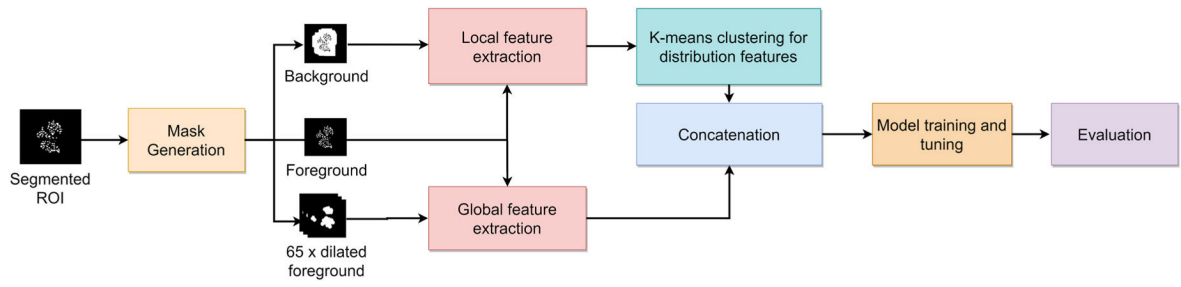 Segmented
ROI
Mask
Generation
Background
Foreground
65 x dilated
foreground
Local feature
extraction
Global feature
extraction
K-means clustering for
distribution features
Concatenation
Model training and
tuning
Evaluation